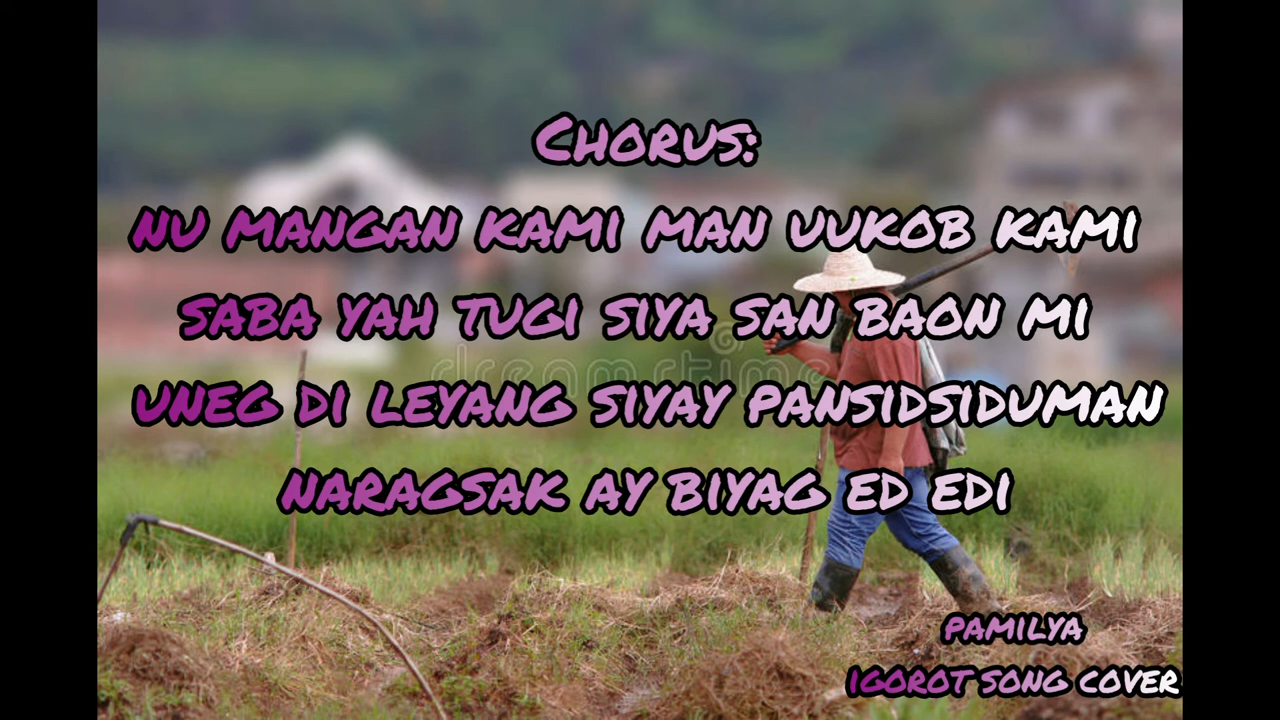 CHORUS:
NU MANGAN KAMI MAN UUKOB KAMI
SABA YAH TUGI SIYA SAN BAON MI
UNEG DI LEYANG SIYAY PANSIDSIDUMAN
NARAGSAK AY BIYAG ED EDI
dreamstime
PAMILYA
IGOROT SONG COVER